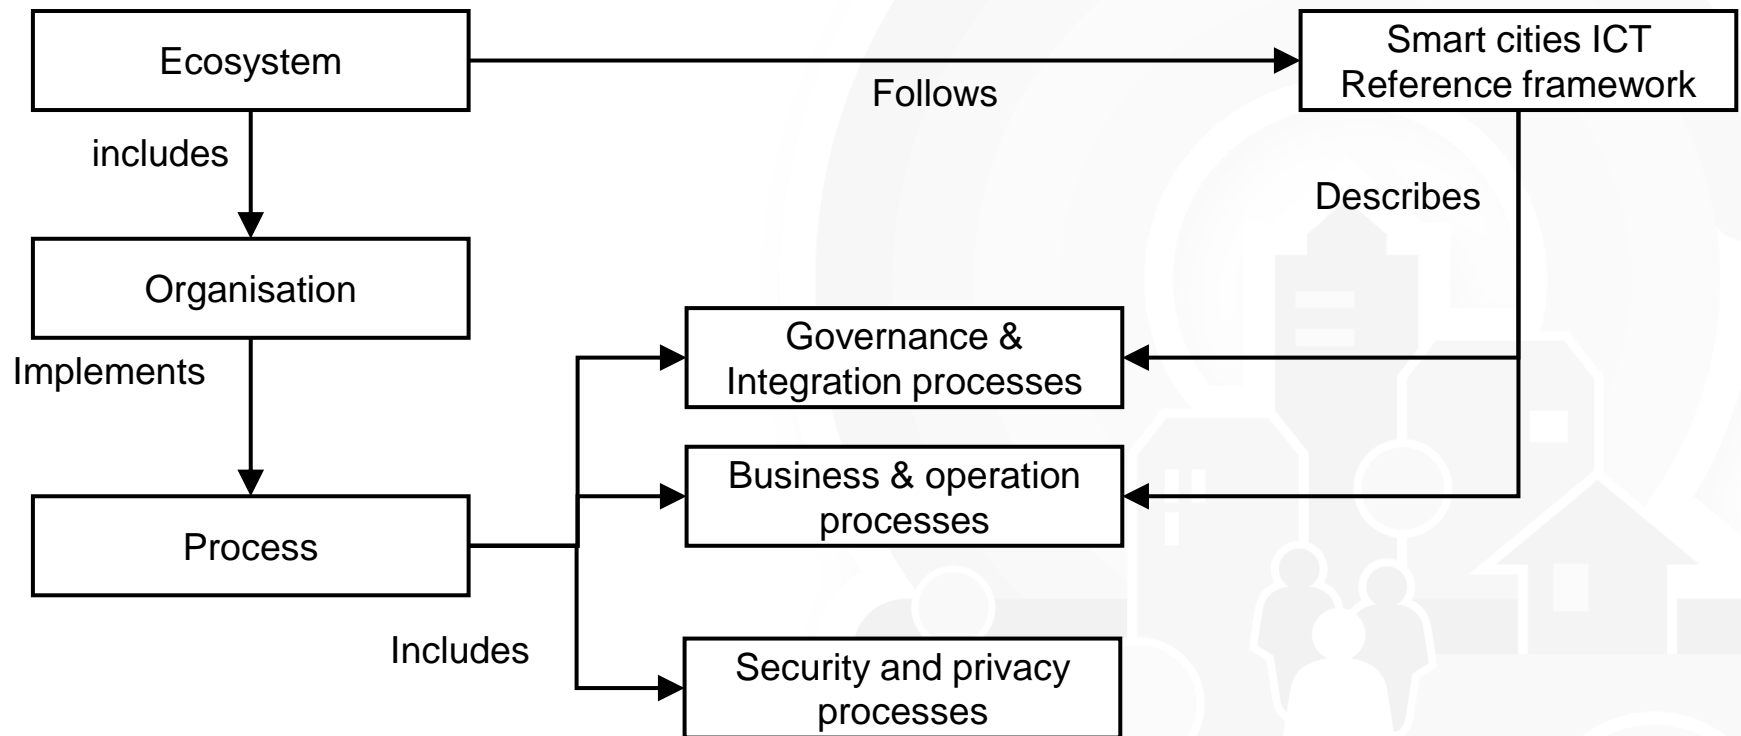 Ecosystem
Smart cities ICT
Reference framework
Follows
includes
Describes
Organisation
Governance &
Integration processes
Implements
Business & operation
processes
Process
Includes
Security and privacy
processes